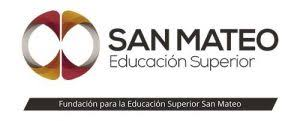 SAN MATEO
Educación Superior
Fundación para la Educación Superior San Mateo